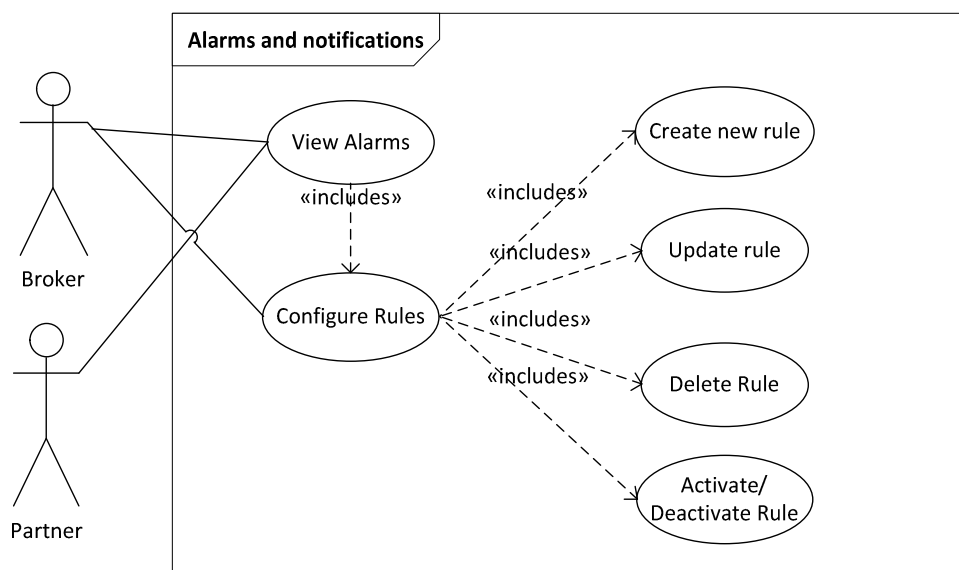 Alarms and notifications
View Alarms
«includes»
Configure Rules
Broker
Partner
Create new rule
«includes»
Update rule
«includes»
Delete Rule
«includes»
Activate/
Deactivate Rule
«includes»